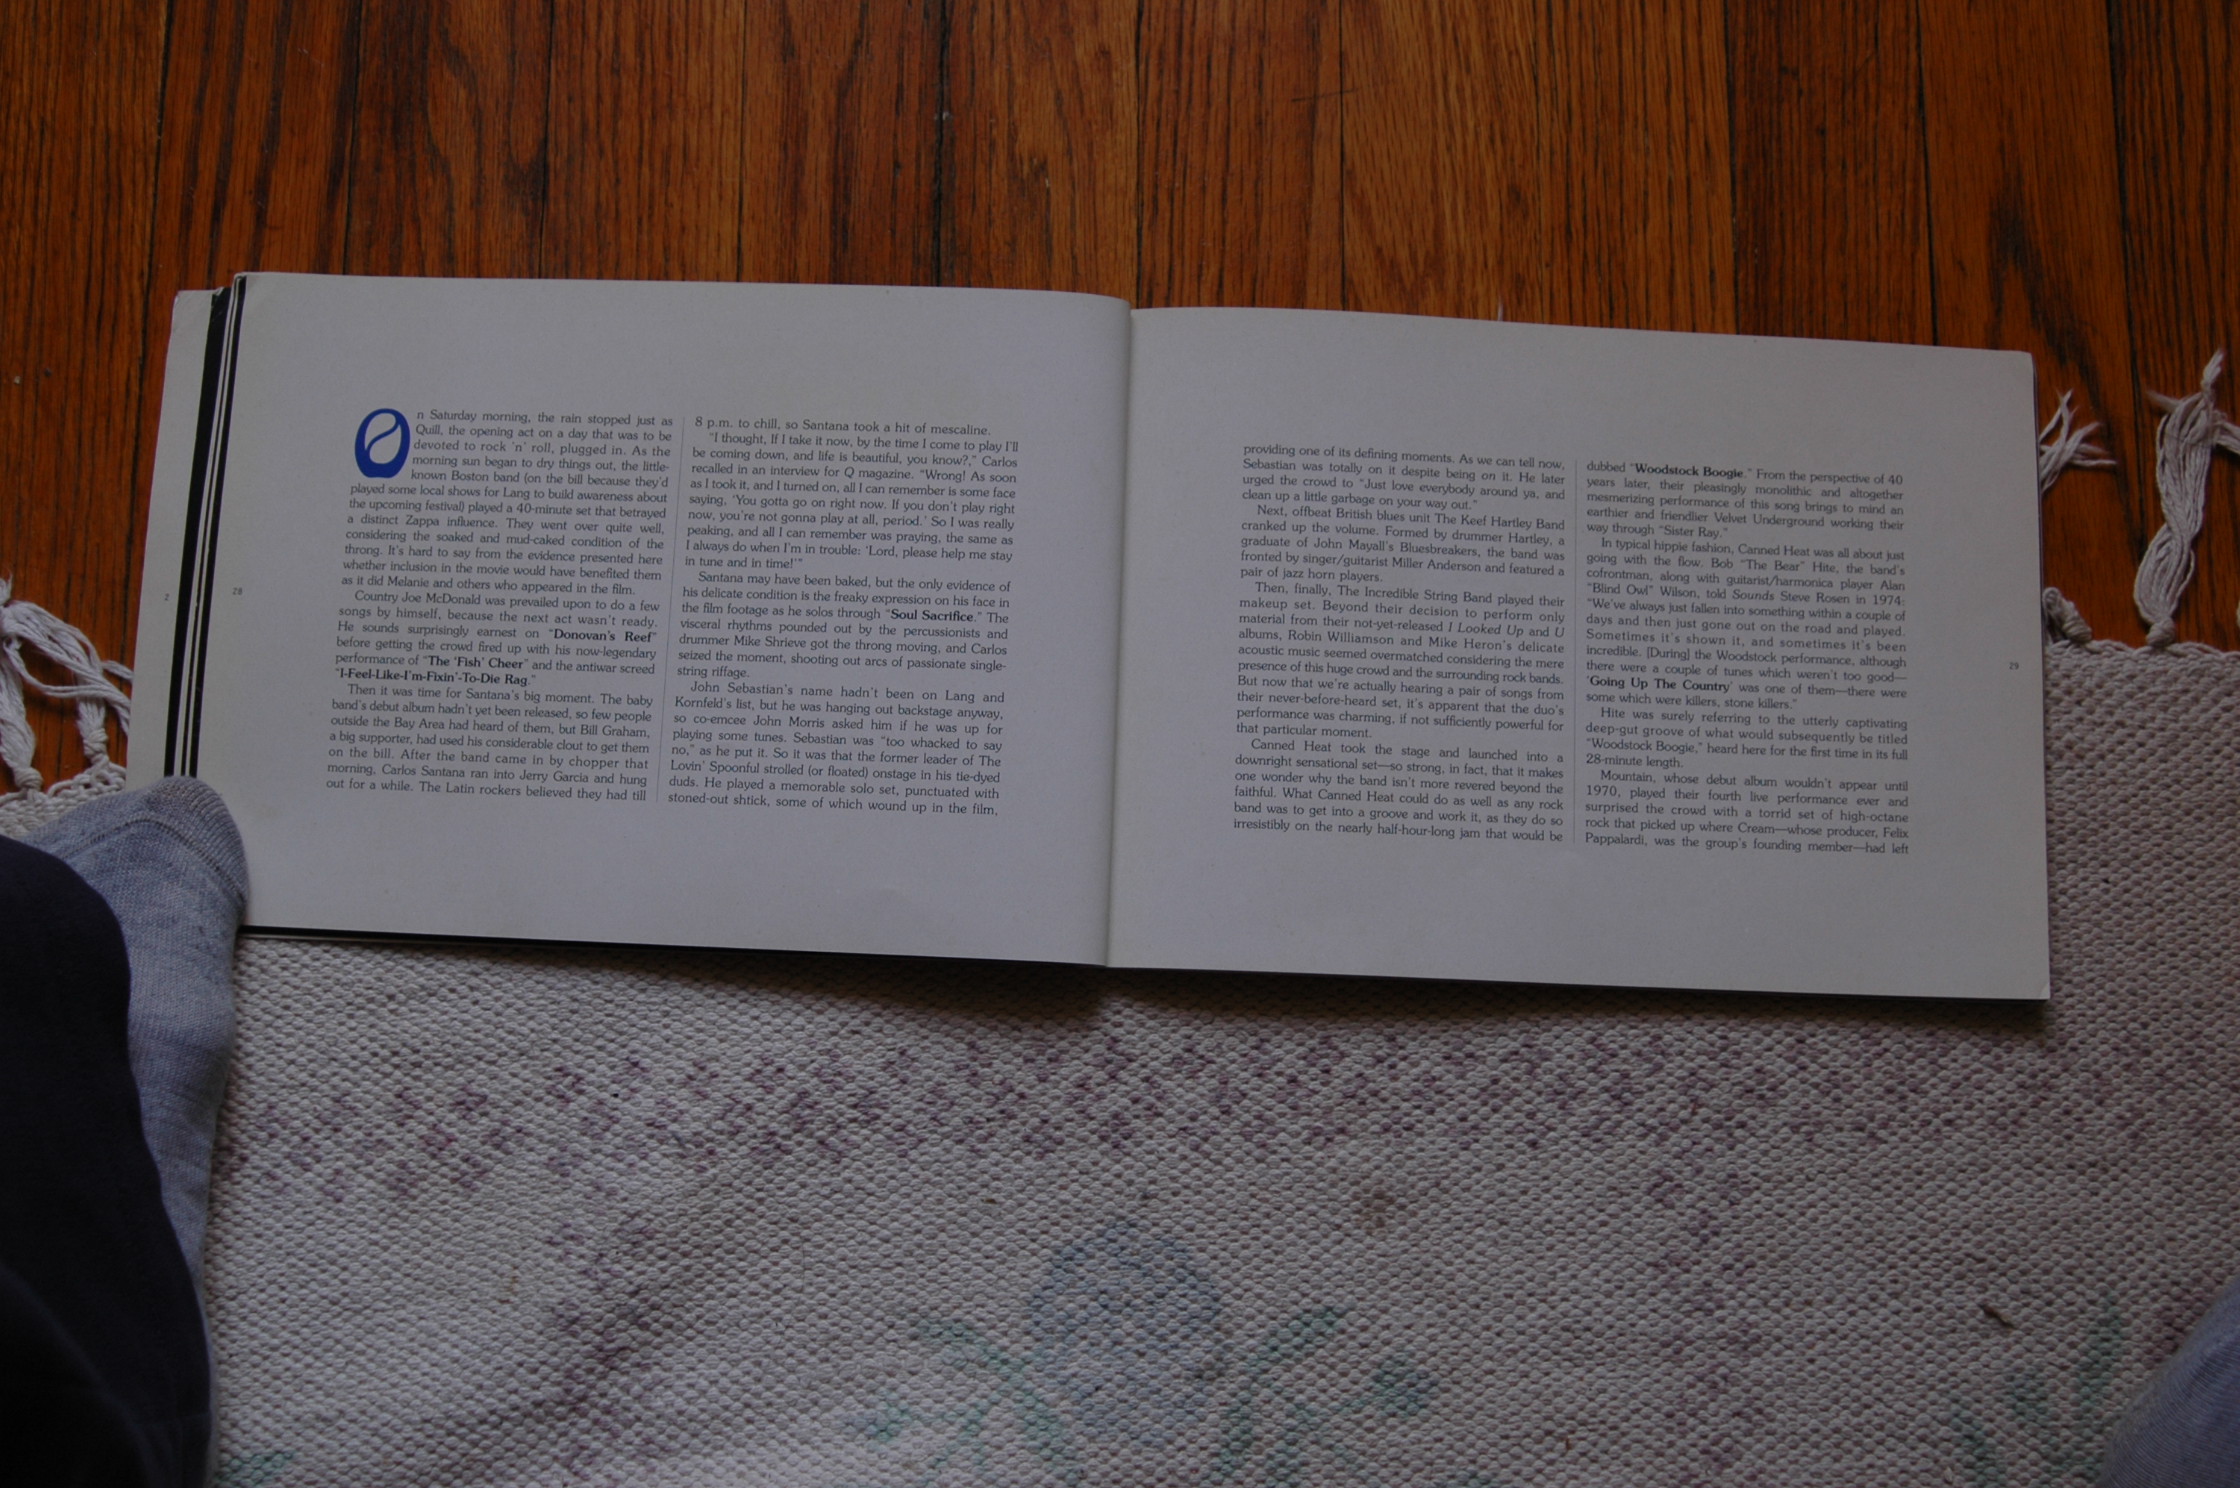 On Saturday morning, the rain stopped just as
Quill, the opening act on a day that was to be
devoted to rock 'n' roll, plugged in. As the
morning sun began to dry things out, the little-
known Boston band (on the bill because they'd
played some local shows for Lang to build awareness about
the upcoming festival) played a 40-minute set that betrayed
a distinct Zappa influence. They went over quite well,
considering the soaked and mud-caked condition of the
throng. It's hard to say from the evidence presented here
whether inclusion in the movie would have benefited them
as it did Melanie and others who appeared in the film.
Country Joe McDonald was prevailed upon to do a few
songs by himself, because the next act wasn't ready.
He sounds surprisingly earnest on "Donovan's Reef"
before getting the crowd fired up with his now-legendary
performance of "The 'Fish' Cheer" and the antiwar screed
"I-Feel-Like-I'm-Fixin'-To-Die Rag."
Then it was time for Santana's big moment. The baby
band's debut album hadn't yet been released, so few people
outside the Bay Area had heard of them, but Bill Graham,
a big supporter, had used his considerable clout to get them
on the bill. After the band came in by chopper that
morning, Carlos Santana ran into Jerry Garcia and hung
out for a while. The Latin rockers believed they had till
8 p.m. to chill, so Santana took a hit of mescaline.
"I thought, If I take it now, by the time I come to play I'll
be coming down, and life is beautiful, you know?," Carlos
recalled in an interview for Q magazine. "Wrong! As soon
as I took it, and I turned on, all I can remember is some face
saying, 'You gotta go on right now. If you don't play right
now, you're not gonna play at all, period.' So I was really
peaking, and all I can remember was praying, the same as
I always do when I'm in trouble: 'Lord, please help me stay
in tune and in time!'"
Santana may have been baked, but the only evidence of
his delicate condition is the freaky expression on his face in
the film footage as he solos through "Soul Sacrifice." The
visceral rhythms pounded out by the percussionists and
drummer Mike Shrieve got the throng moving, and Carlos
seized the moment, shooting out arcs of passionate single-
string riffage.
John Sebastian's name hadn't been on Lang and
Kornfeld's list, but he was hanging out backstage anyway,
so co-emcee John Morris asked him if he was up for
playing some tunes. Sebastian was "too whacked to say
no," as he put it. So it was that the former leader of The
Lovin' Spoonful strolled (or floated) onstage in his tie-dyed
duds. He played a memorable solo set, punctuated with
stoned-out shtick, some of which wound up in the film,
2
28
providing one of its defining moments. As we can tell now,
Sebastian was totally on it despite being on it. He later
urged the crowd to "Just love everybody around ya, and
clean up a little garbage on your way out."
Next, offbeat British blues unit The Keef Hartley Band
cranked up the volume. Formed by drummer Hartley, a
graduate of John Mayall's Bluesbreakers, the band was
fronted by singer/guitarist Miller Anderson and featured a
pair of jazz horn players.
Then, finally, The Incredible String Band played their
makeup set. Beyond their decision to perform only
material from their not-yet-released I Looked Up and U
albums, Robin Williamson and Mike Heron's delicate
acoustic music seemed overmatched considering the mere
presence of this huge crowd and the surrounding rock bands.
But now that we're actually hearing a pair of songs from
their never-before-heard set, it's apparent that the duo's
performance was charming, if not sufficiently powerful for
that particular moment.
Canned Heat took the stage and launched into a
downright sensational set—so strong, in fact, that it makes
one wonder why the band isn't more revered beyond the
faithful. What Canned Heat could do as well as any rock
band was to get into a groove and work it, as they do so
irresistibly on the nearly half-hour-long jam that would be
dubbed "Woodstock Boogie." From the perspective of 40
years later, their pleasingly monolithic and altogether
mesmerizing performance of this song brings to mind an
earthier and friendlier Velvet Underground working their
way through "Sister Ray."
In typical hippie fashion, Canned Heat was all about just
going with the flow. Bob "The Bear" Hite, the band's
cofrontman, along with guitarist/harmonica player Alan
"Blind Owl" Wilson, told Sounds Steve Rosen in 1974:
"We've always just fallen into something within a couple of
days and then just gone out on the road and played.
Sometimes it's shown it, and sometimes it's been
incredible. [During] the Woodstock performance, although
there were a couple of tunes which weren't too good—
'Going Up The Country' was one of them—there were
some which were killers, stone killers."
Hite was surely referring to the utterly captivating
deep-gut groove of what would subsequently be titled
"Woodstock Boogie," heard here for the first time in its full
28-minute length.
Mountain, whose debut album wouldn't appear until
1970, played their fourth live performance ever and
surprised the crowd with a torrid set of high-octane
rock that picked up where Cream—whose producer, Felix
Pappalardi, was the group's founding member—had left
29